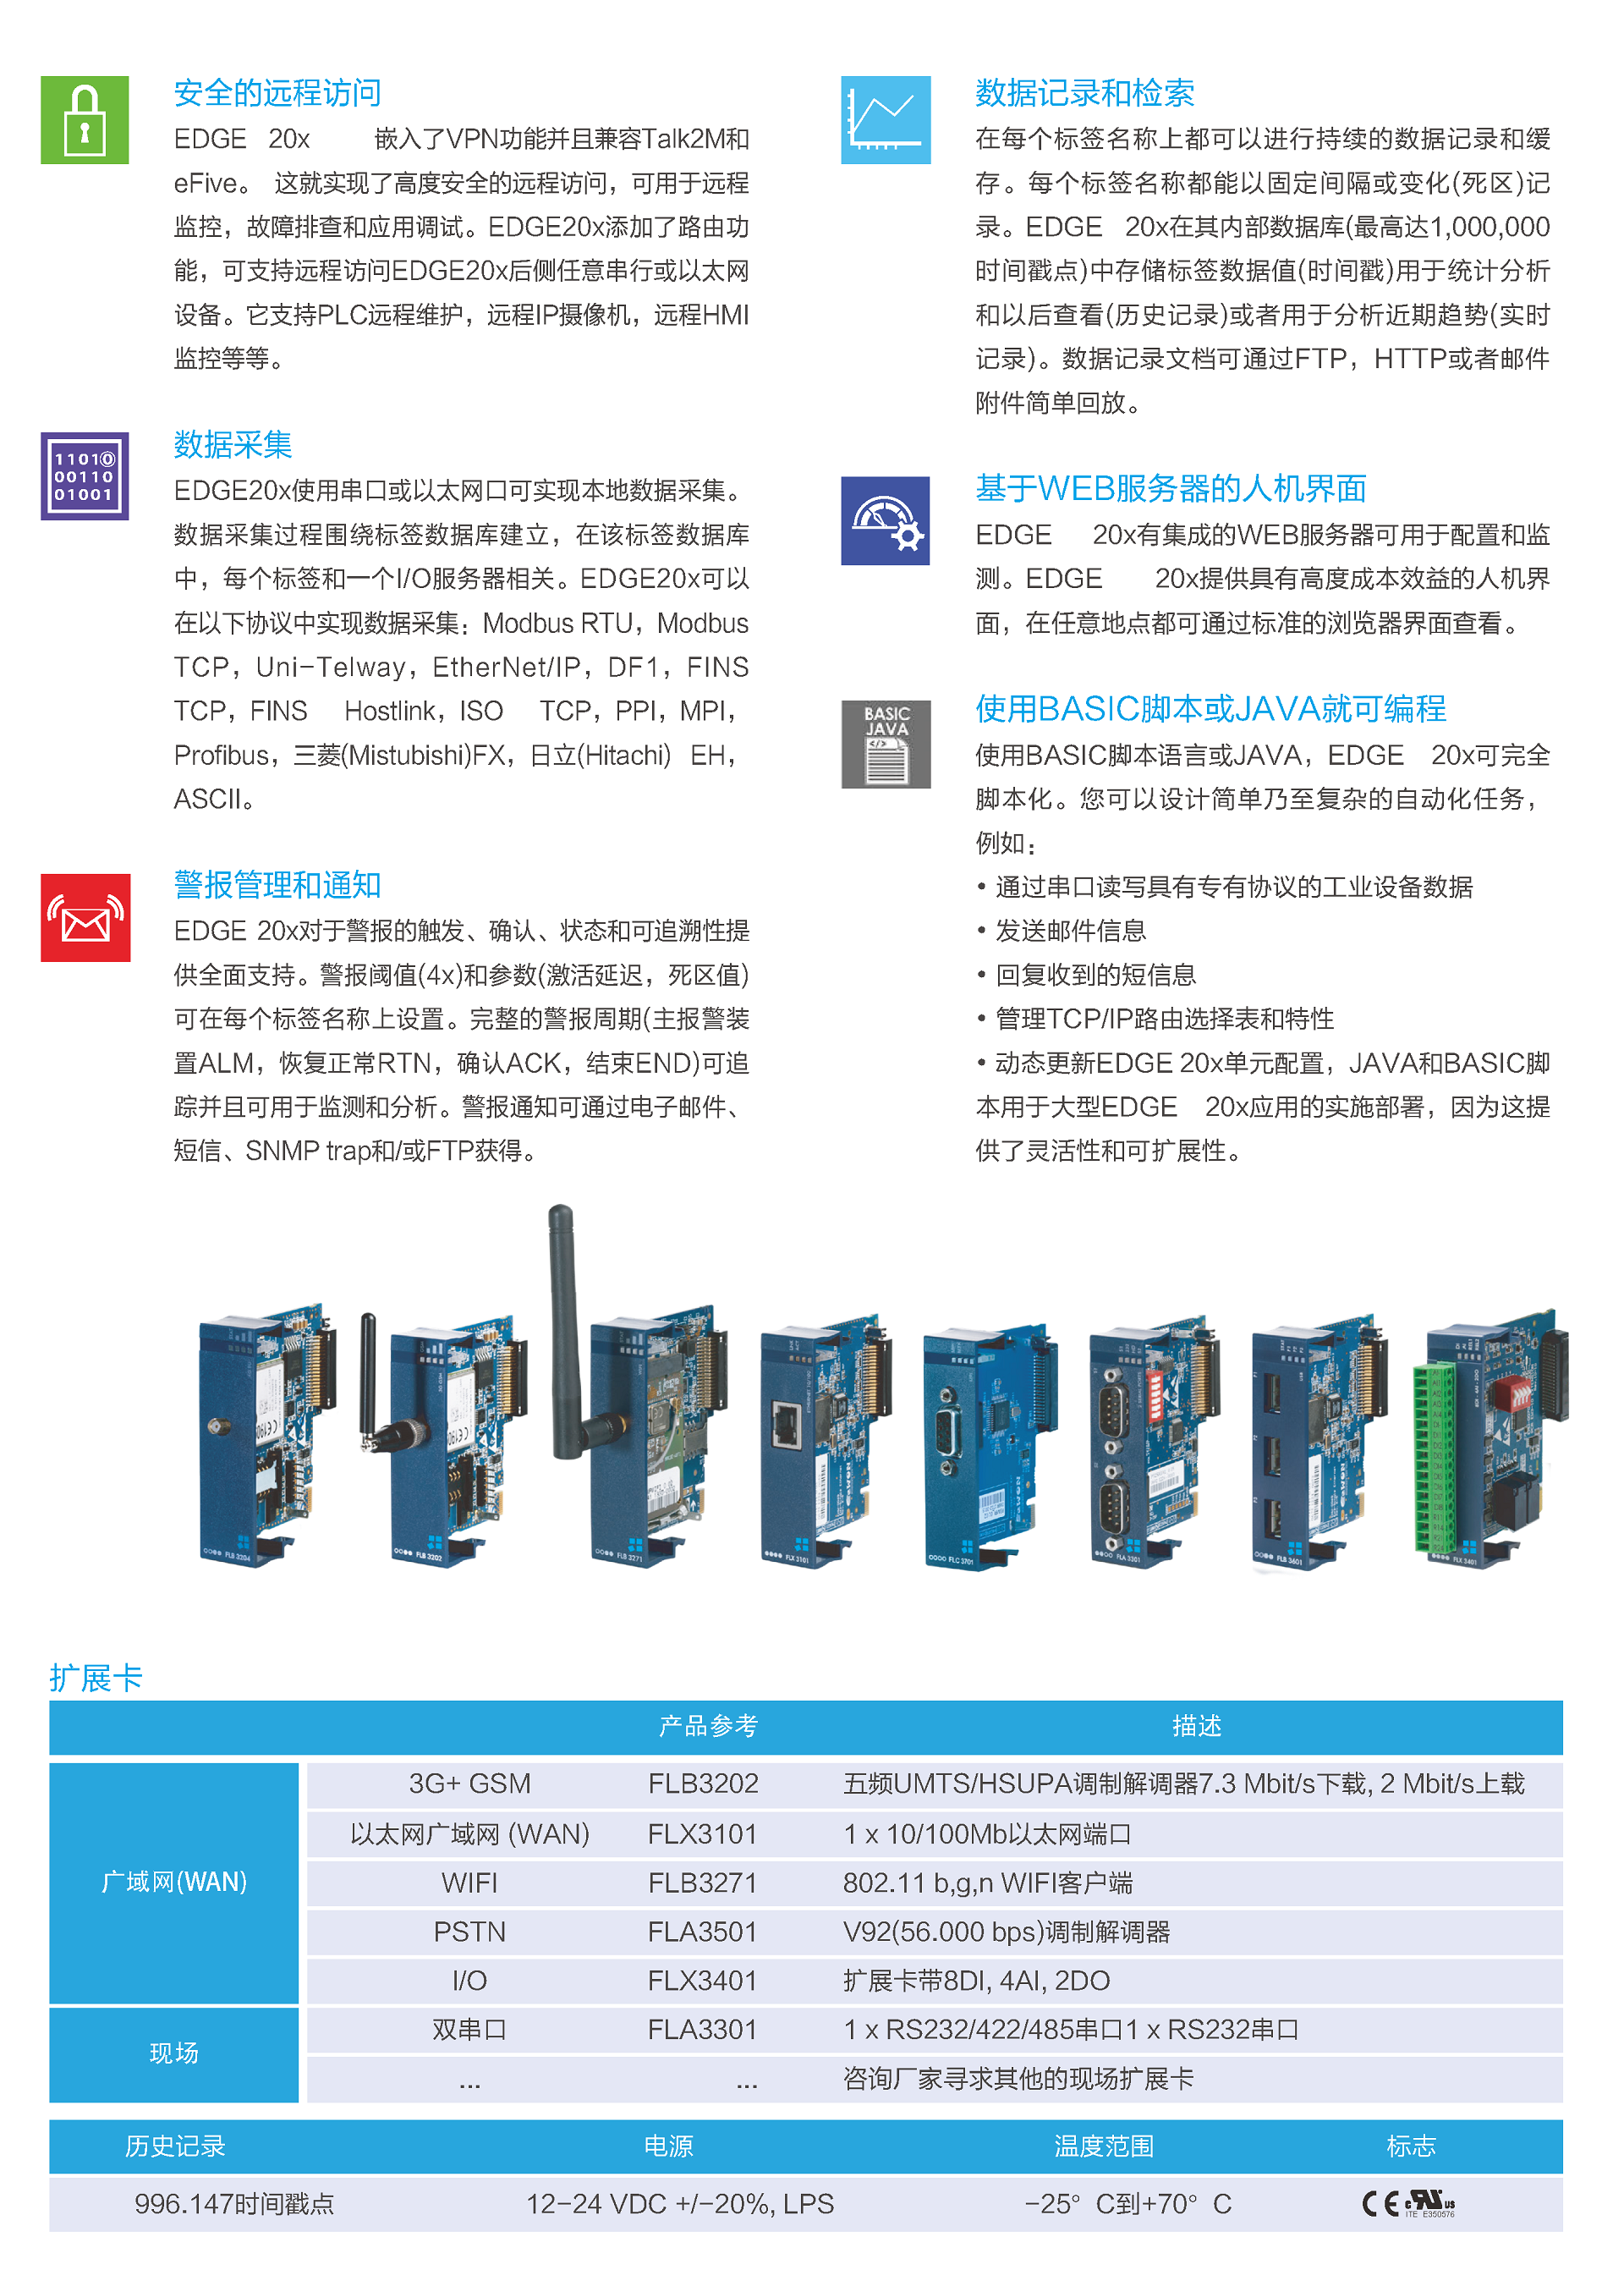 安全的远程访问
EDGE 20x 嵌入了VPN功能并且兼容Talk2M和
eFive。 这就实现了高度安全的远程访问，可用于远程
监控，故障排查和应用调试。EDGE20x添加了路由功
能，可支持远程访问EDGE20x后侧任意串行或以太网
设备。它支持PLC远程维护，远程IP摄像机，远程HMI
监控等等。
11010
00110
01001
数据采集
EDGE20x使用串口或以太网口可实现本地数据采集。
数据采集过程围绕标签数据库建立，在该标签数据库
中，每个标签和一个I/O服务器相关。EDGE20x可以
在以下协议中实现数据采集：Modbus RTU，Modbus
TCP，Uni-Telway，EtherNet/IP，DF1，FINS
TCP，FINS Hostlink，ISO TCP，PPI，MPI，
Profibus，三菱(Mistubishi)FX，日立(Hitachi) EH，
ASCII。
警报管理和通知
EDGE 20x对于警报的触发、确认、状态和可追溯性提
供全面支持。警报阈值(4x)和参数(激活延迟，死区值)
可在每个标签名称上设置。完整的警报周期(主报警装
置ALM，恢复正常RTN，确认ACK，结束END)可追
踪并且可用于监测和分析。警报通知可通过电子邮件、
短信、SNMP trap和/或FTP获得。
数据记录和检索
在每个标签名称上都可以进行持续的数据记录和缓
存。每个标签名称都能以固定间隔或变化(死区)记
录。EDGE 20x在其内部数据库(最高达1,000,000
时间戳点)中存储标签数据值(时间戳)用于统计分析
和以后查看(历史记录)或者用于分析近期趋势(实时
记录)。数据记录文档可通过FTP，HTTP或者邮件
附件简单回放。
基于WEB服务器的人机界面
EDGE 20x有集成的WEB服务器可用于配置和监
测。EDGE 20x提供具有高度成本效益的人机界
面，在任意地点都可通过标准的浏览器界面查看。
BASIC
JAVA
</>
使用BASIC脚本或JAVA就可编程
使用BASIC脚本语言或JAVA，EDGE 20x可完全
脚本化。您可以设计简单乃至复杂的自动化任务，
例如：
• 通过串口读写具有专有协议的工业设备数据
• 发送邮件信息
• 回复收到的短信息
• 管理TCP/IP路由选择表和特性
• 动态更新EDGE 20x单元配置，JAVA和BASIC脚
本用于大型EDGE 20x应用的实施部署，因为这提
供了灵活性和可扩展性。
FLB 3204
FLB 3202
FLB 3271
FLX 3101
FLC 3701
FLA 3301
FLB 3601
FLX 3401
扩展卡
产品参考 描述
广域网(WAN)
3G+ GSM FLB3202 五频UMTS/HSUPA调制解调器7.3 Mbit/s下载, 2 Mbit/s上载
以太网广域网 (WAN) FLX3101 1 x 10/100Mb以太网端口
WIFI FLB3271 802.11 b,g,n WIFI客户端
PSTN FLA3501 V92(56.000 bps)调制解调器
I/O FLX3401 扩展卡带8DI, 4AI, 2DO
现场
双串口 FLA3301 1 x RS232/422/485串口1 x RS232串口
... ... 咨询厂家寻求其他的现场扩展卡
历史记录 电源 温度范围 标志
996.147时间戳点 12-24 VDC +/-20%, LPS -25° C到+70° C CE c UR us
ITE E350576